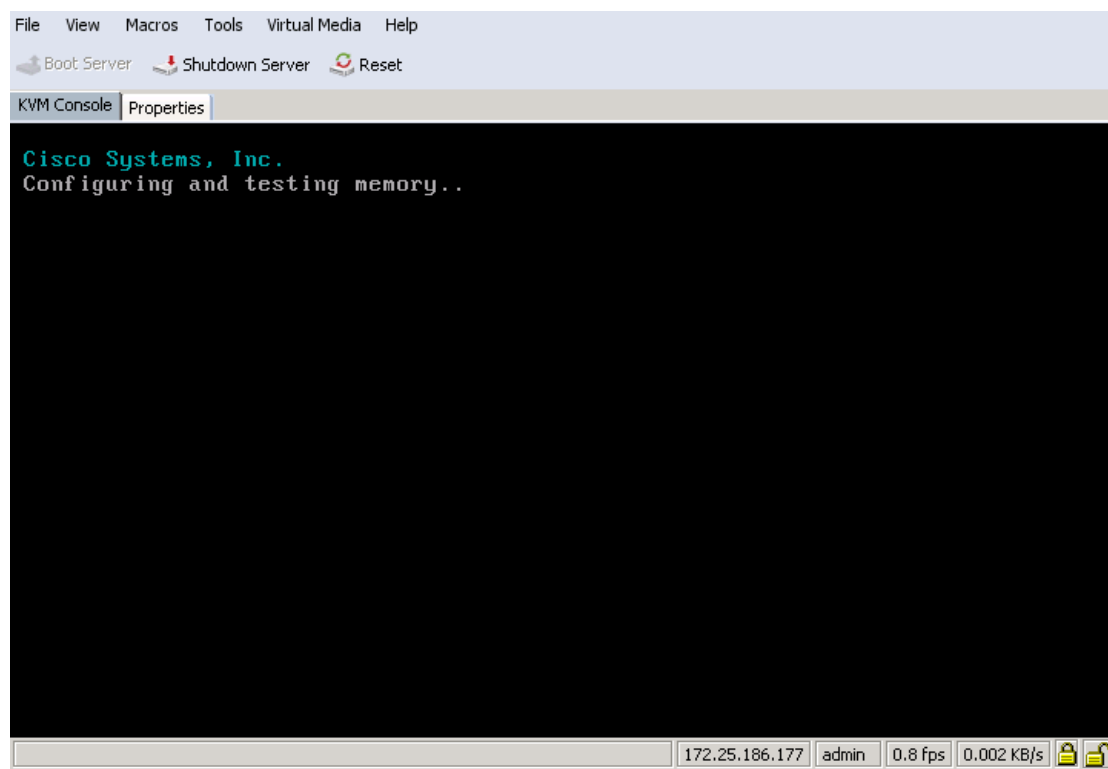 File View Macros Tools Virtual Media Help
Boot Server Shutdown Server Reset
KVM Console Properties
Cisco Systems, Inc.
Configuring and testing memory..
172.25.186.177 admin 0.8 fps 0.002 KB/s